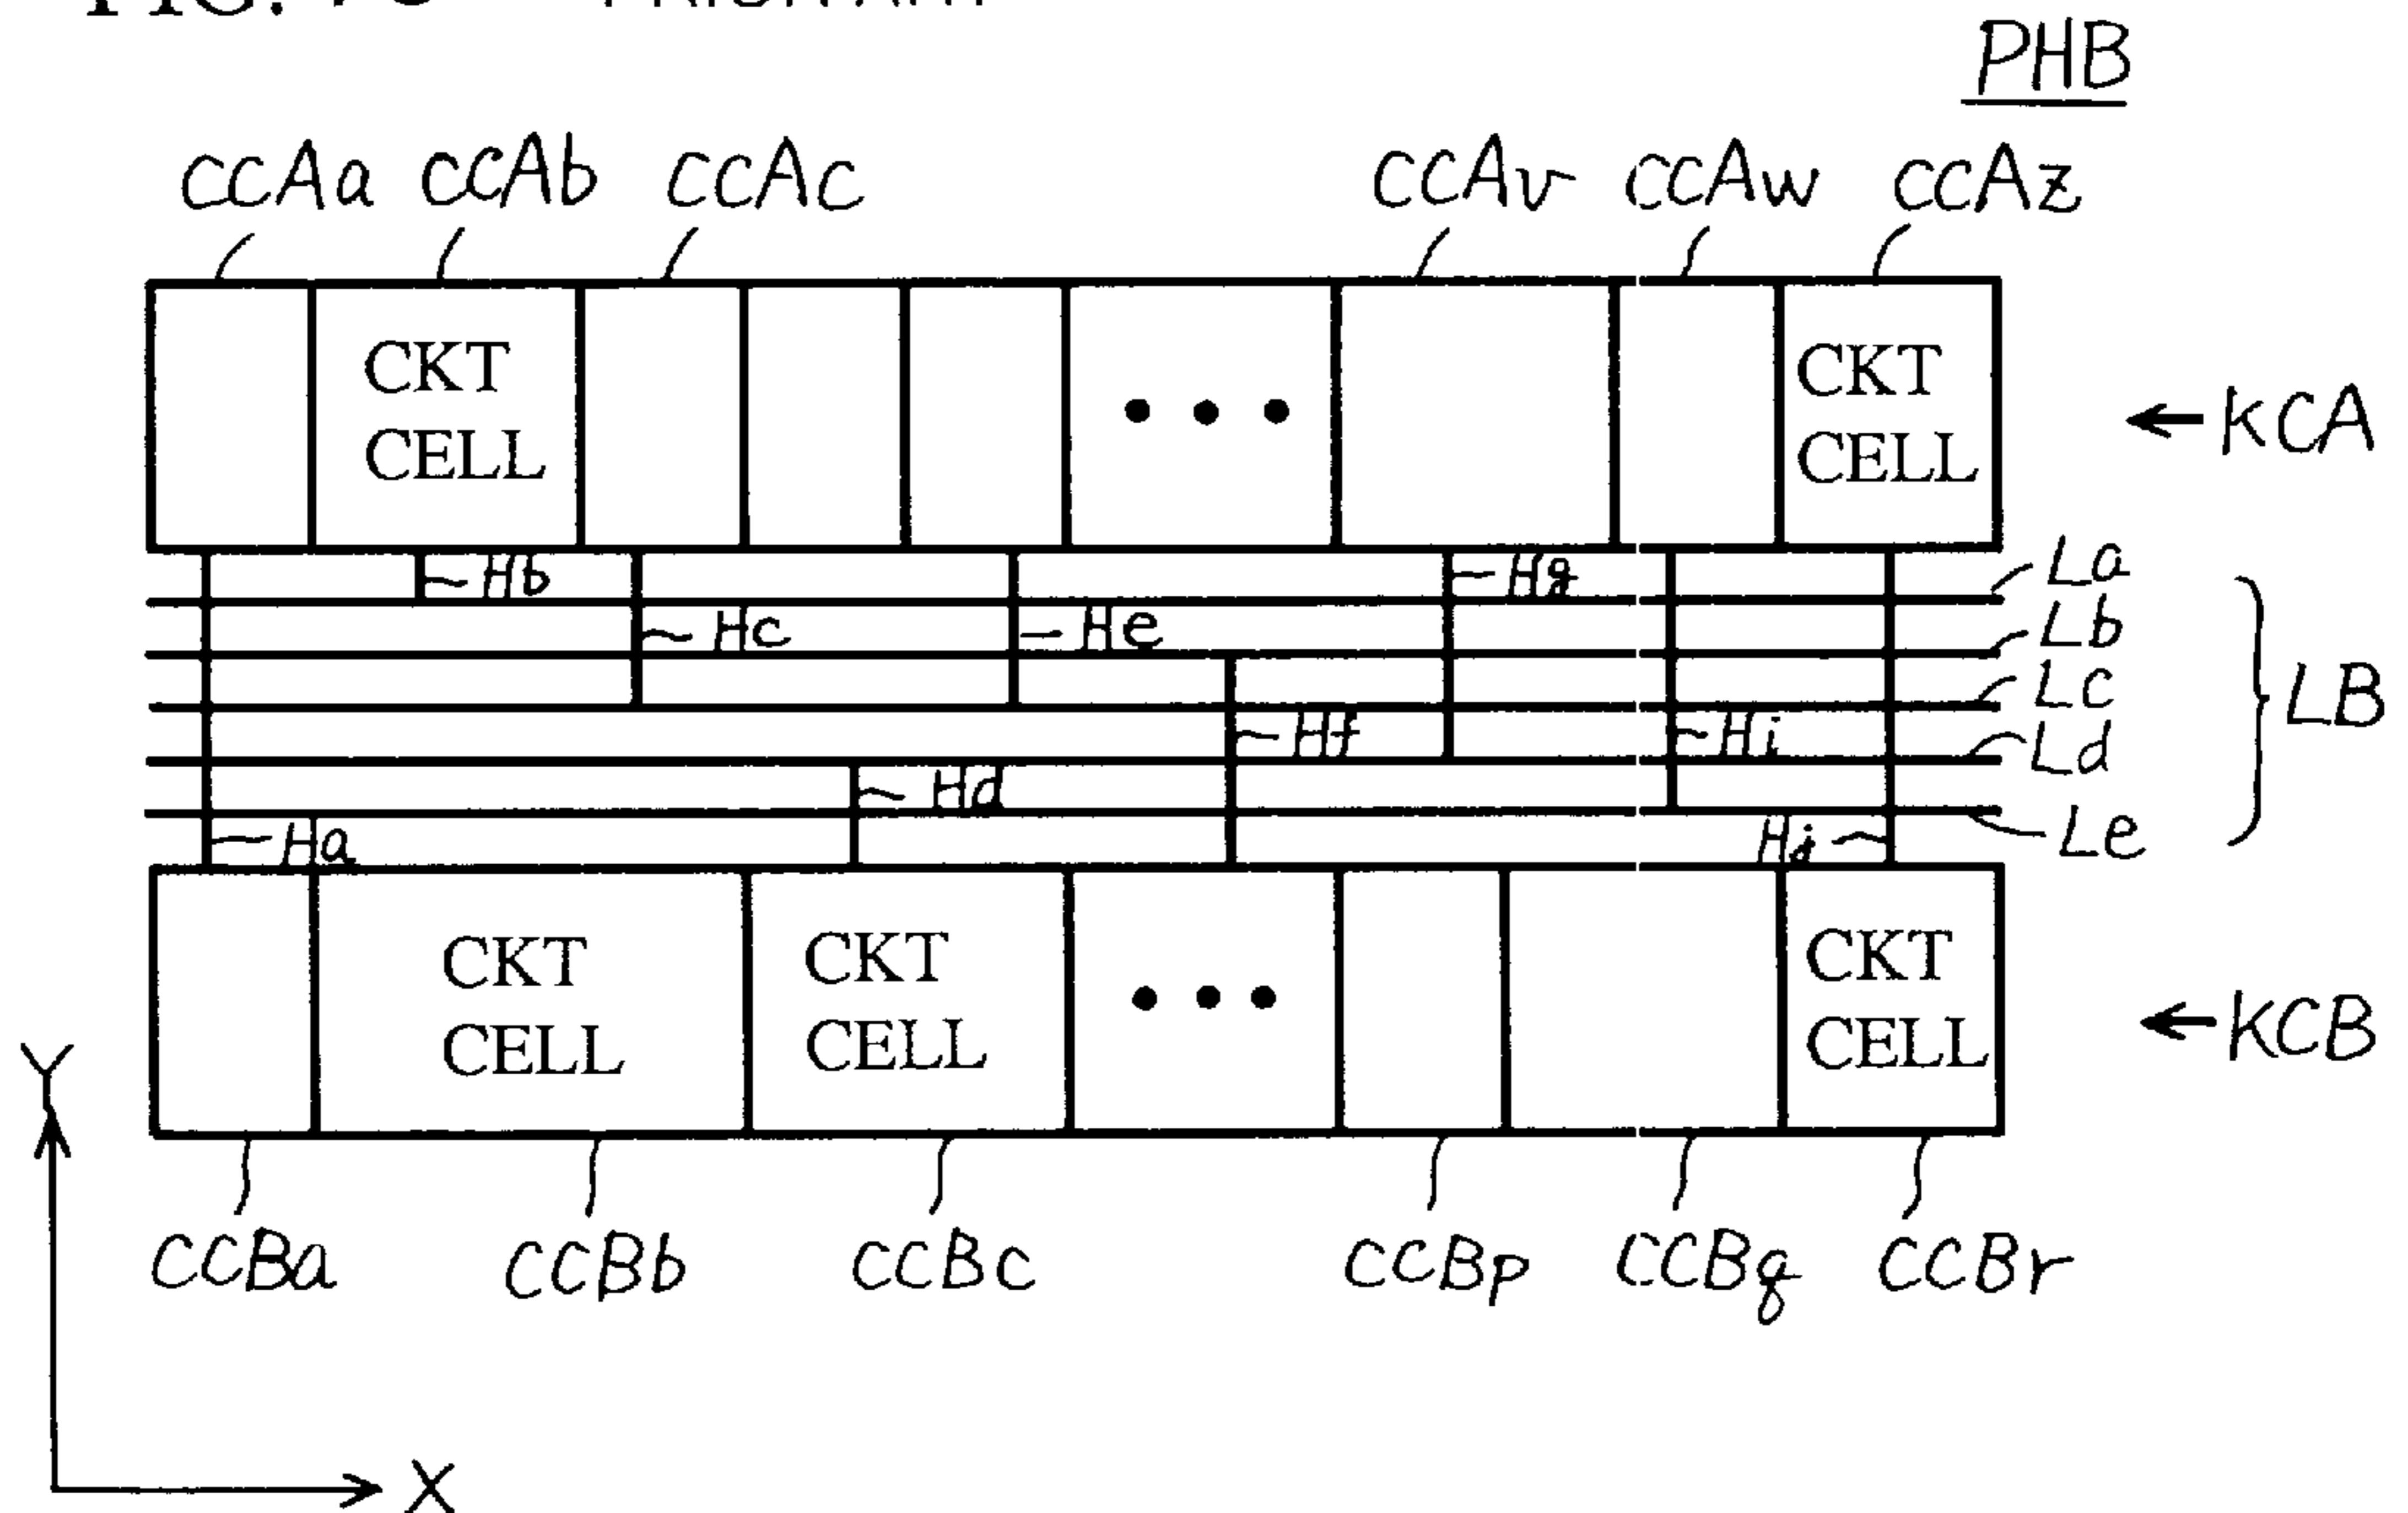 PHB
CCAa CCAb CCAc CCAv CCAw CCAz
CKT
CELL
CKT
CELL
KCA
Hb Hg La
Hc He Lb
Lc
LB
Hf Hi Ld
Hd
Ha Hj Le
CKT
CELL
CKT
CELL
CKT
CELL
KCB
Y
CCBa CCBb CCBc CCBp CCBq CCBr
X